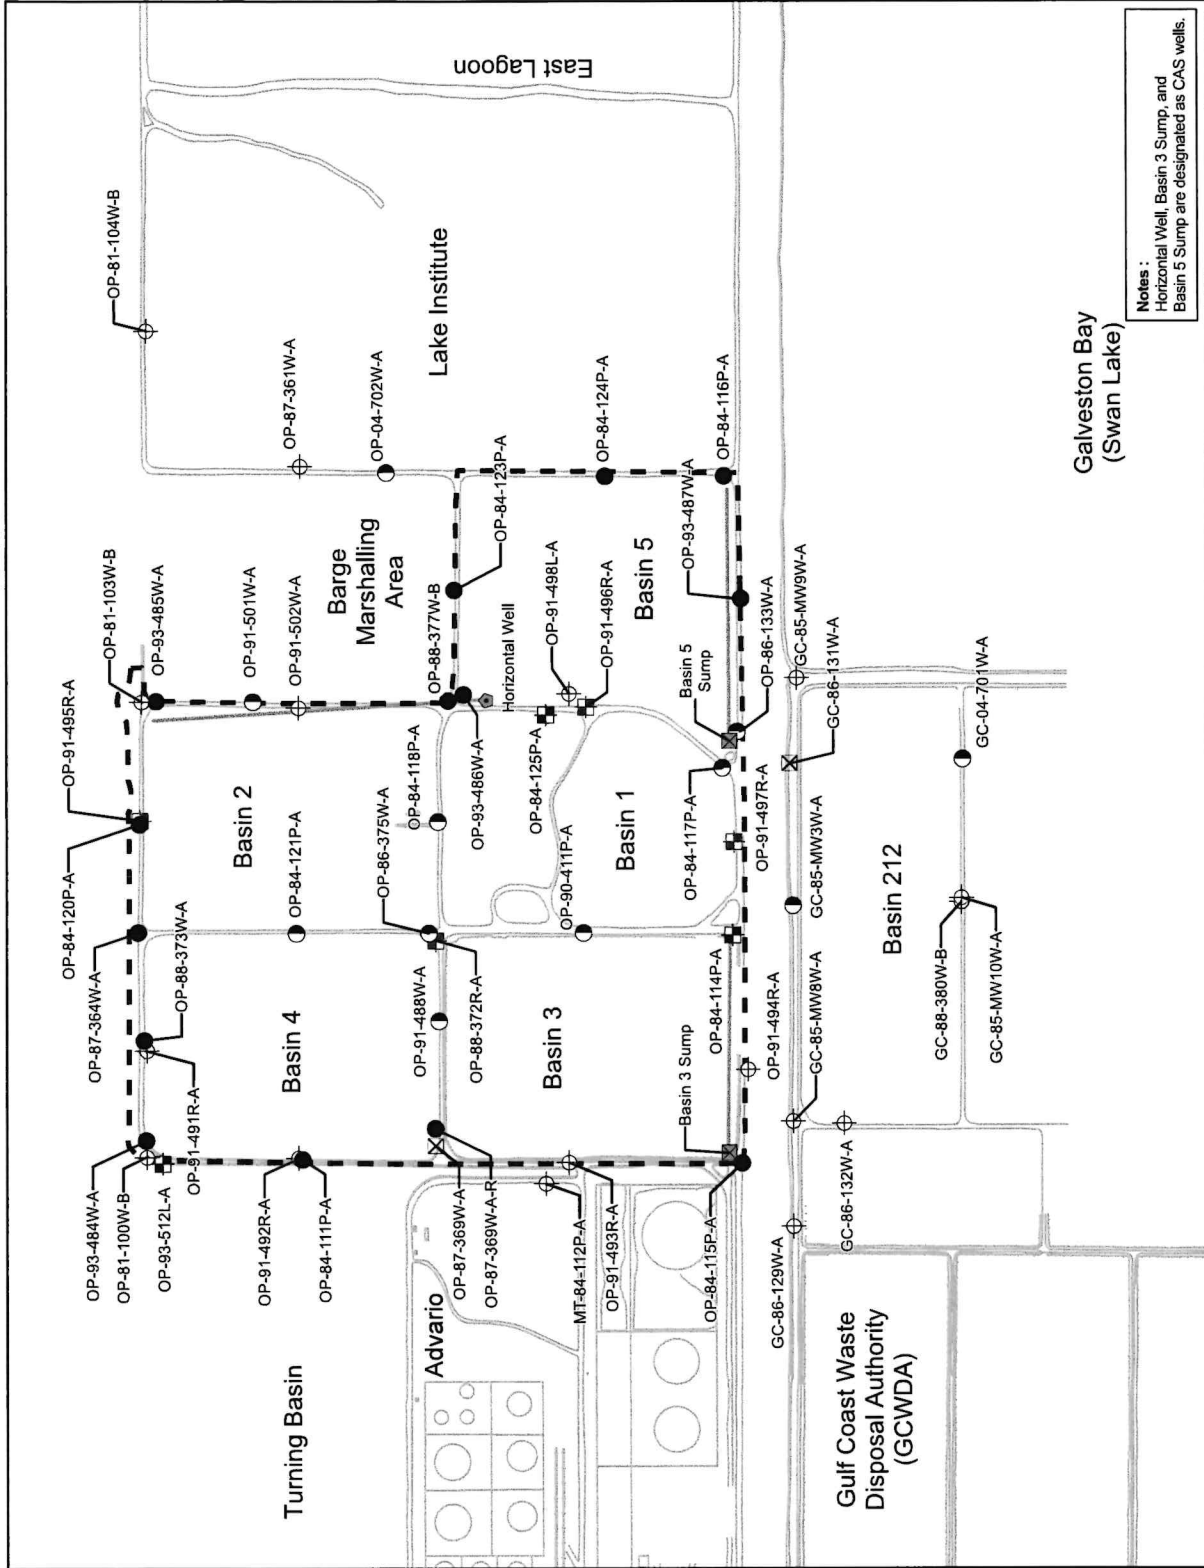 East Lagoon
OP-81-104W-B
Lake Institute
OP-87-361W-A
OP-04-702W-A
OP-84-123P-A
OP-84-124P-A
OP-84-116P-A
Galveston Bay
(Swan Lake)
Notes :
Horizontal Well, Basin 3 Sump, and
Basin 5 Sump are designated as CAS wells.
OP-81-103W-B
OP-93-485W-A
OP-91-501W-A
OP-91-502W-A
Barge
Marshalling
Area
OP-88-377W-B
Horizontal Well
OP-91-498L-A
OP-91-496R-A
Basin 5
OP-93-487W-A
Basin 5
Sump
OP-86-133W-A
GC-85-MW9W-A
GC-86-131W-A
GC-04-701W-A
OP-91-495R-A
OP-84-120P-A
Basin 2
OP-84-121P-A
OP-84-118P-A
OP-86-375W-A
OP-93-486W-A
OP-84-125P-A
OP-90-411P-A
Basin 1
OP-84-117P-A
OP-91-497R-A
GC-85-MW3W-A
Basin 212
OP-87-364W-A
OP-88-373W-A
Basin 4
OP-91-488W-A
OP-88-372R-A
Basin 3
OP-84-114P-A
Basin 3 Sump
OP-91-494R-A
GC-85-MW8W-A
GC-88-380W-B
GC-85-MW10W-A
OP-93-484W-A
OP-81-100W-B
OP-93-512L-A
OP-91-491R-A
OP-91-492R-A
OP-84-111P-A
OP-87-369W-A
OP-87-369W-A-R
MT-84-112P-A
OP-91-493R-A
OP-84-115P-A
GC-86-129W-A
GC-86-132W-A
Turning Basin
Advario
Gulf Coast Waste
Disposal Authority
(GCWDA)